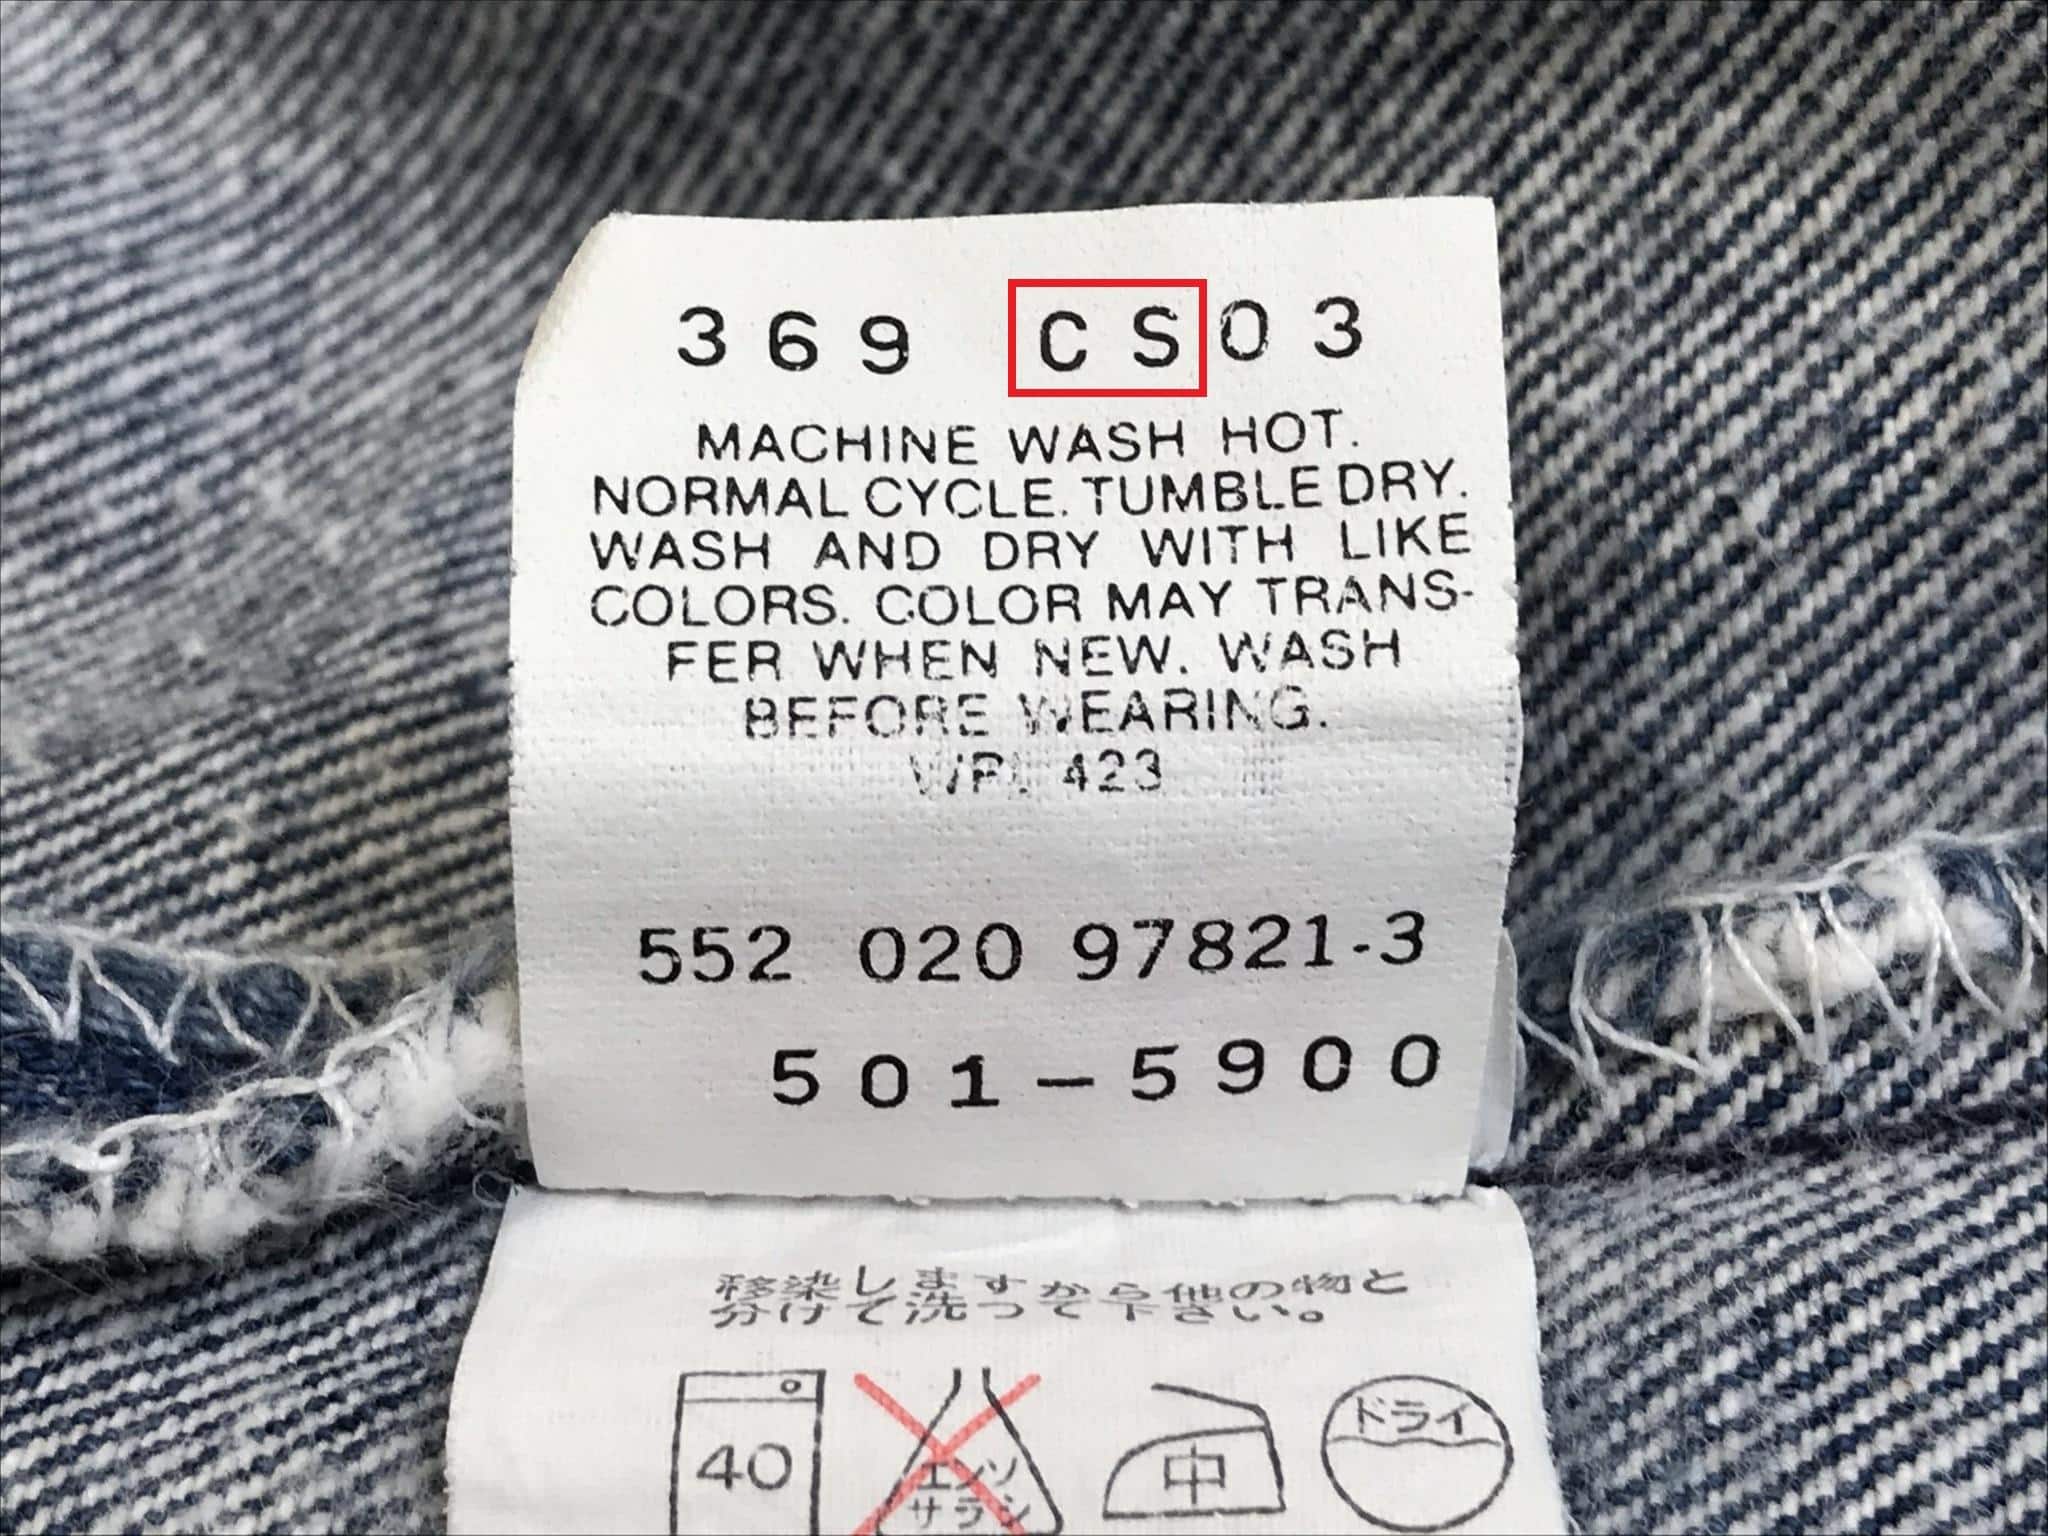 369 CS03
MACHINE WASH HOT.
NORMAL CYCLE. TUMBLE DRY.
WASH AND DRY WITH LIKE
COLORS. COLOR MAY TRANS-
FER WHEN NEW. WASH
BEFORE WEARING.
WPL 423
552 020 97821-3
501-5900
移染しますから他の物と
分けて洗って下さい。
40
エンソ
サラシ
中
ドライ